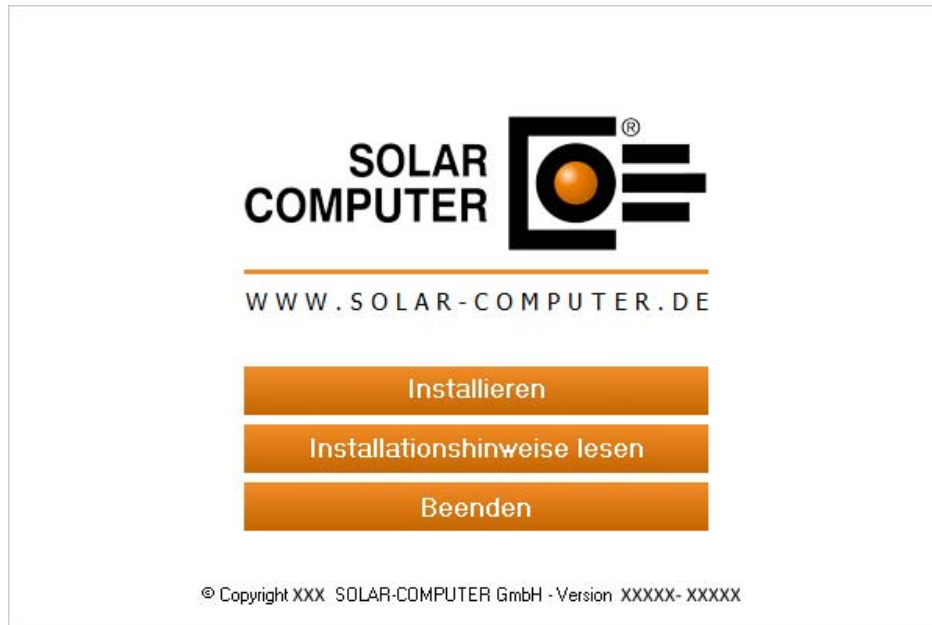 SOLAR
COMPUTER
®
WWW.SOLAR-COMPUTER.DE
Installieren
Installationshinweise lesen
Beenden
© Copyright XXX SOLAR-COMPUTER GmbH - Version XXXXX- XXXXX